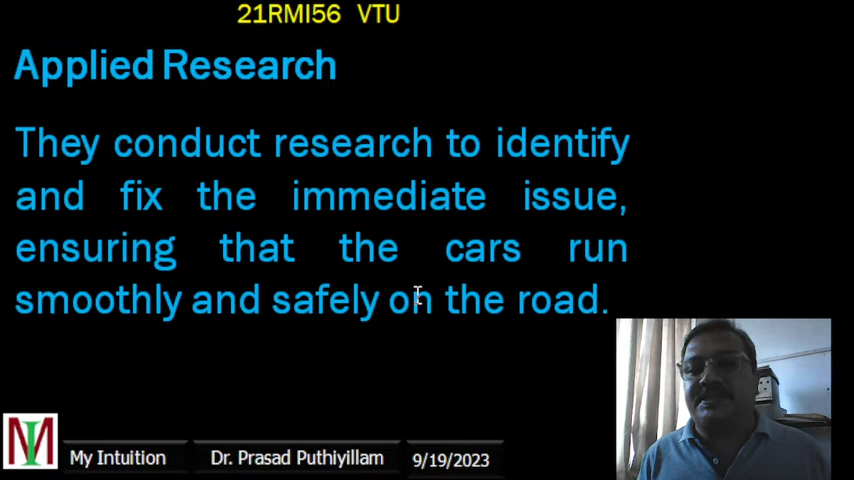 21RMI56 VTU
Applied Research
They conduct research to identify
and fix the immediate issue,
ensuring that the cars run
smoothly and safely on the road.
MI
My Intuition
Dr. Prasad Puthiyillam
9/19/2023